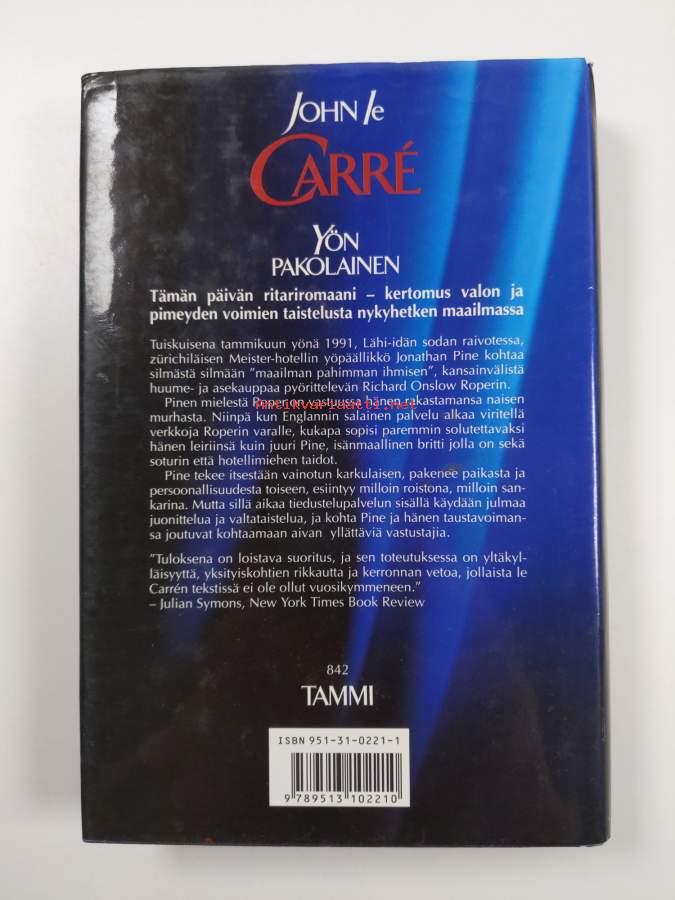 JOHN le
CARRÉ
YÖN
PAKOLAINEN
Tämän päivän ritariromaani – kertomus valon ja
pimeyden voimien taistelusta nykyhetken maailmassa
Tuiskuisena tammikuun yönä 1991, Lähi-idän sodan raivotessa,
zürichiläisen Meister-hotellin yöpäällikkö Jonathan Pine kohtaa
silmästä silmään ”maailman pahimman ihmisen”, kansainvälistä
huume- ja asekauppaa pyörittelevän Richard Onslow Roperin.
Pinen mielestä Roper on vastuussa hänen rakastamansa naisen
murhasta. Niinpä kun Englannin salainen palvelu alkaa viritellä
verkkoja Roperin varalle, kukapa sopisi paremmin solutettavaksi
hänen leiriinsä kuin juuri Pine, isänmaallinen britti jolla on sekä
soturin että hotellimiehen taidot.
Pine tekee itsestään vainotun karkulaisen, pakenee paikasta ja
persoonallisuudesta toiseen, esiintyy milloin roistona, milloin san-
karina. Mutta sillä aikaa tiedustelupalvelun sisällä käydään julmaa
juonittelua ja valtataistelua, ja kohta Pine ja hänen taustavoiman-
sa joutuvat kohtaamaan aivan yllättäviä vastustajia.
”Tuloksena on loistava suoritus, ja sen toteutuksessa on yltäkyl-
läisyyttä, yksityiskohtien rikkautta ja kerronnan vetoa, jollaista le
Carrén tekstissä ei ole ollut vuosikymmeneen.”
– Julian Symons, New York Times Book Review
842
TAMMI
ISBN 951-31-0221-1
9 789513 102210
Antikvariaatti.net